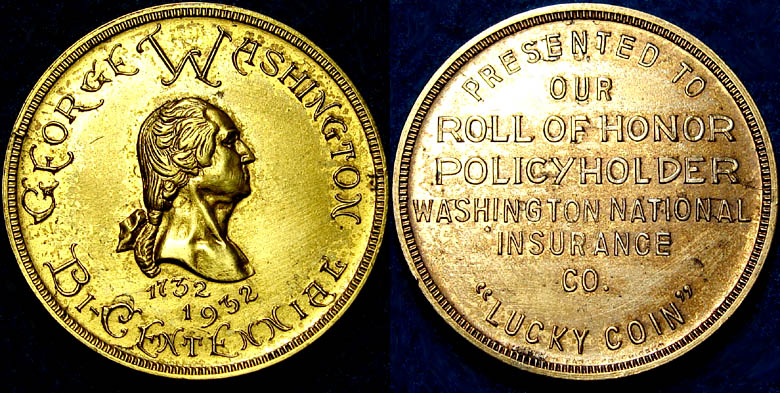 GEORGE WASHINGTON
BI-CENTENNIAL
1732
1932
PRESENTED TO
OUR
ROLL OF HONOR
POLICYHOLDER
WASHINGTON NATIONAL
INSURANCE
CO.
"LUCKY COIN"